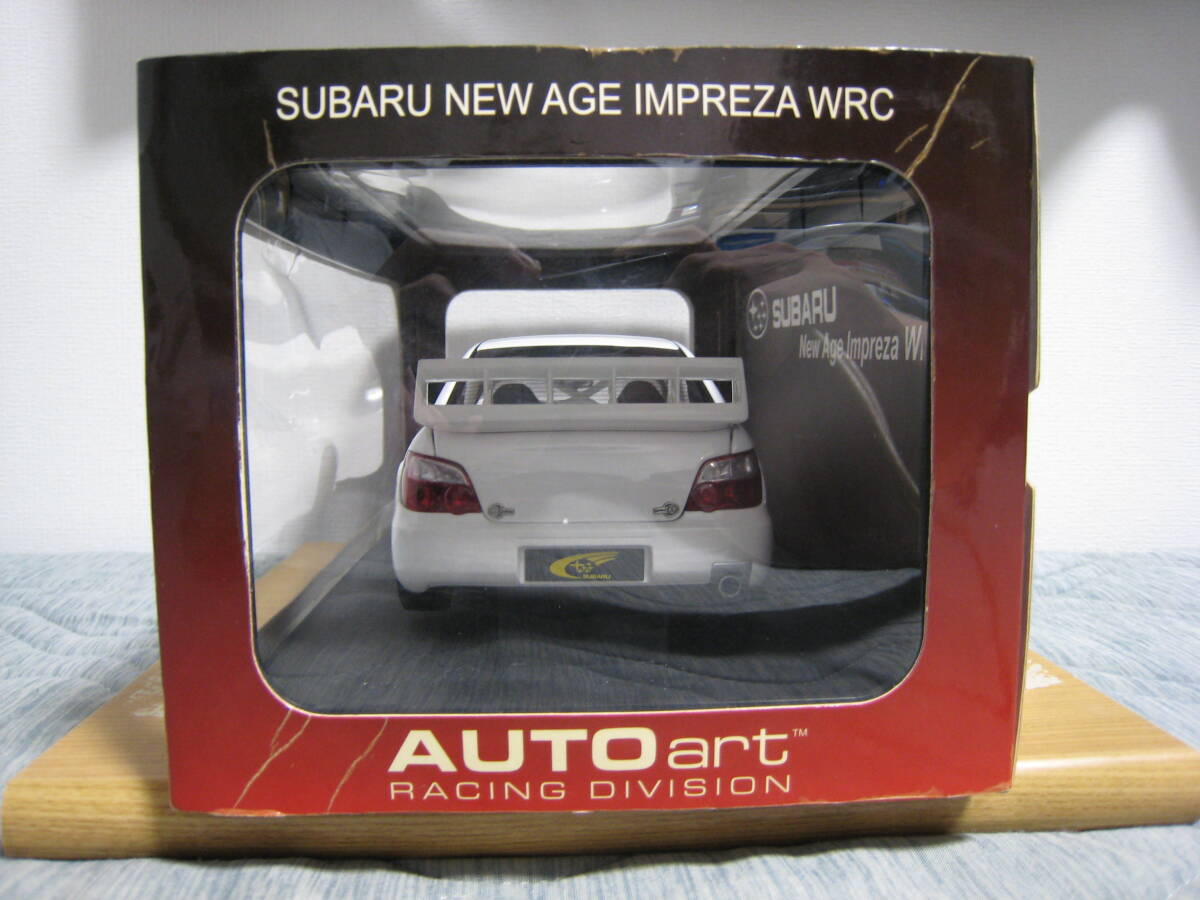 SUBARU NEW AGE IMPREZA WRC
SUBARU
New Age Impreza W
SUBARU
AUTOart™
RACING DIVISION